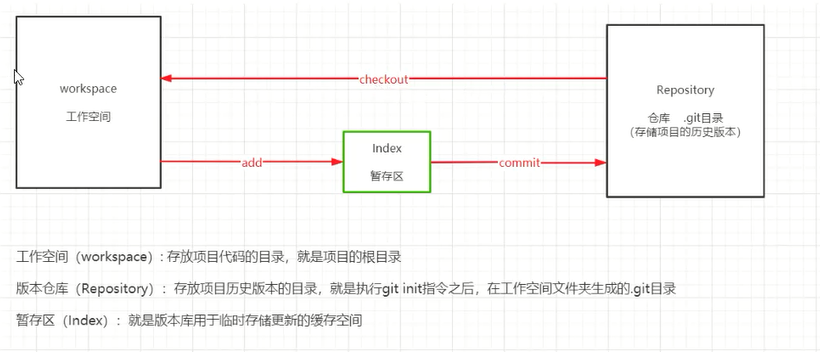 workspace
工作空间
checkout
Repository
仓库 .git目录
（存储项目的历史版本）
add
Index
暂存区
commit
工作空间（workspace）: 存放项目代码的目录，就是项目的根目录
版本仓库（Repository）： 存放项目历史版本的目录，就是执行git init指令之后，在工作空间文件夹生成的.git目录
暂存区（Index）： 就是版本库用于临时存储更新的缓存空间